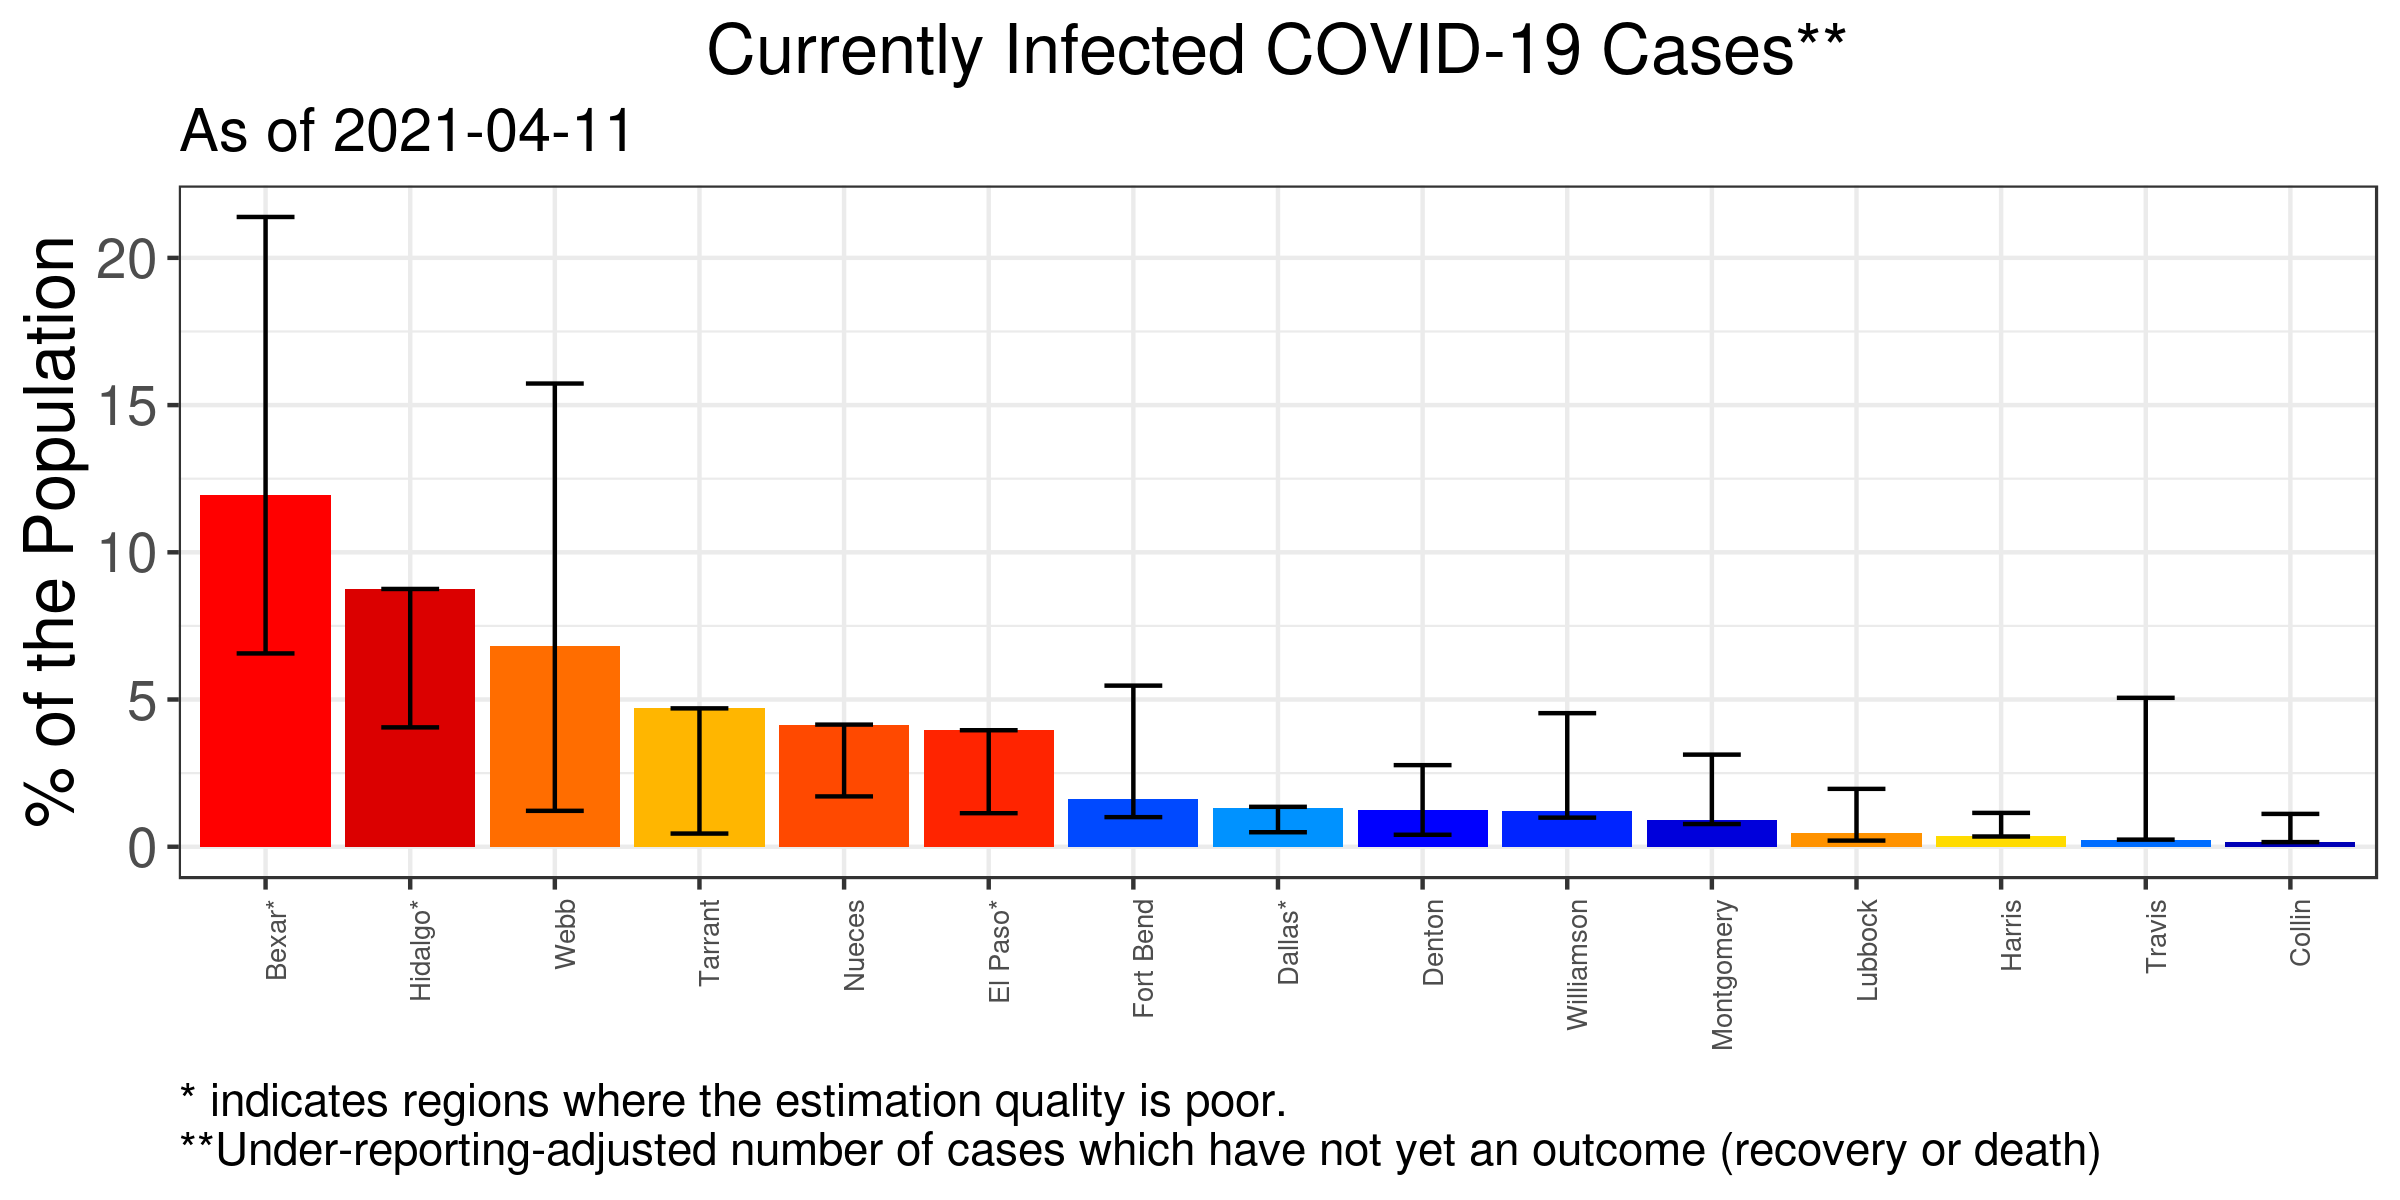 Currently Infected COVID-19 Cases**
As of 2021-04-11
% of the Population
20
15
10
5
0
Bexar*
Hidalgo*
Webb
Tarrant
Nueces
El Paso*
Fort Bend
Dallas*
Denton
Williamson
Montgomery
Lubbock
Harris
Travis
Collin
* indicates regions where the estimation quality is poor.
**Under-reporting-adjusted number of cases which have not yet an outcome (recovery or death)